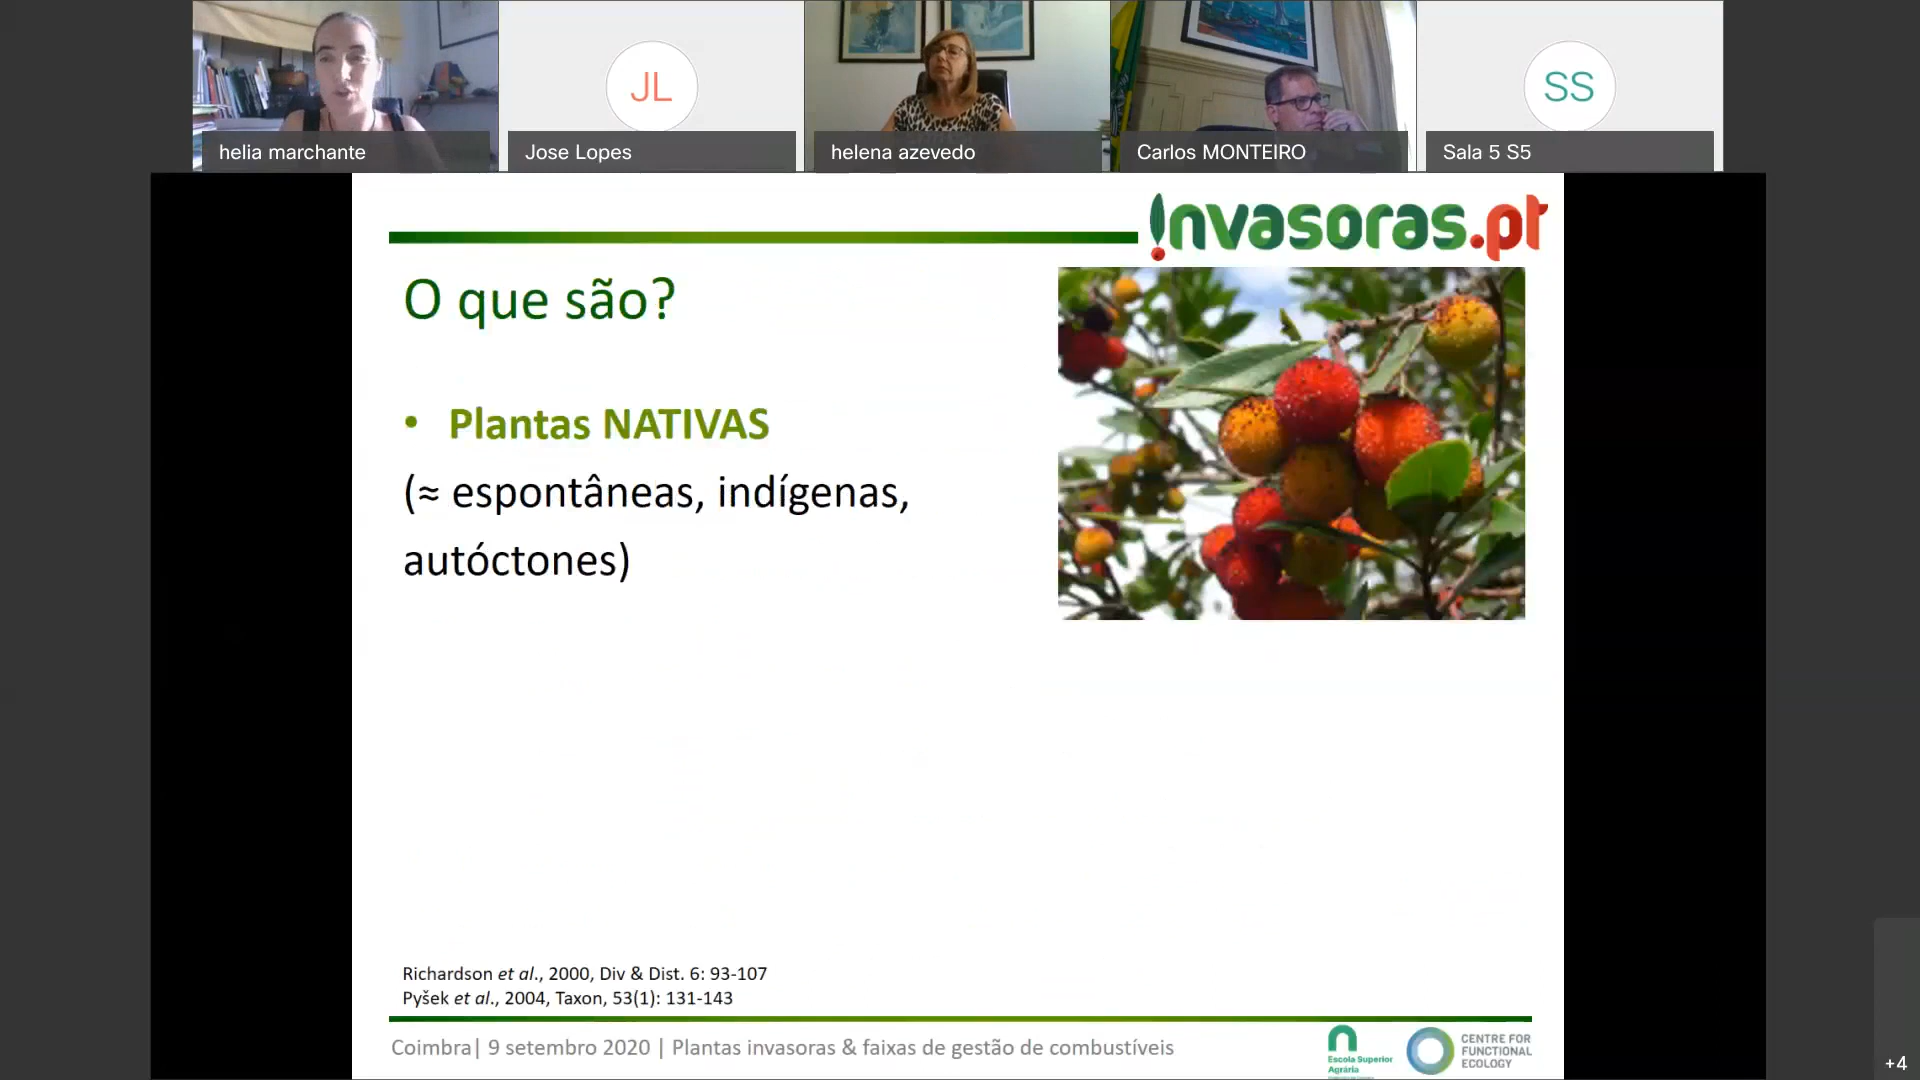 helia marchante
JL
Jose Lopes
helena azevedo
Carlos MONTEIRO
SS
Sala 5 S5
invasoras.pt
O que são?
• Plantas NATIVAS
(≈ espontâneas, indígenas,
autóctones)
Richardson et al., 2000, Div & Dist. 6: 93-107
Pyšek et al., 2004, Taxon, 53(1): 131-143
Coimbra| 9 setembro 2020 | Plantas invasoras & faixas de gestão de combustíveis
Escola Superior
Agrária
CENTRE FOR
FUNCTIONAL
ECOLOGY
+4